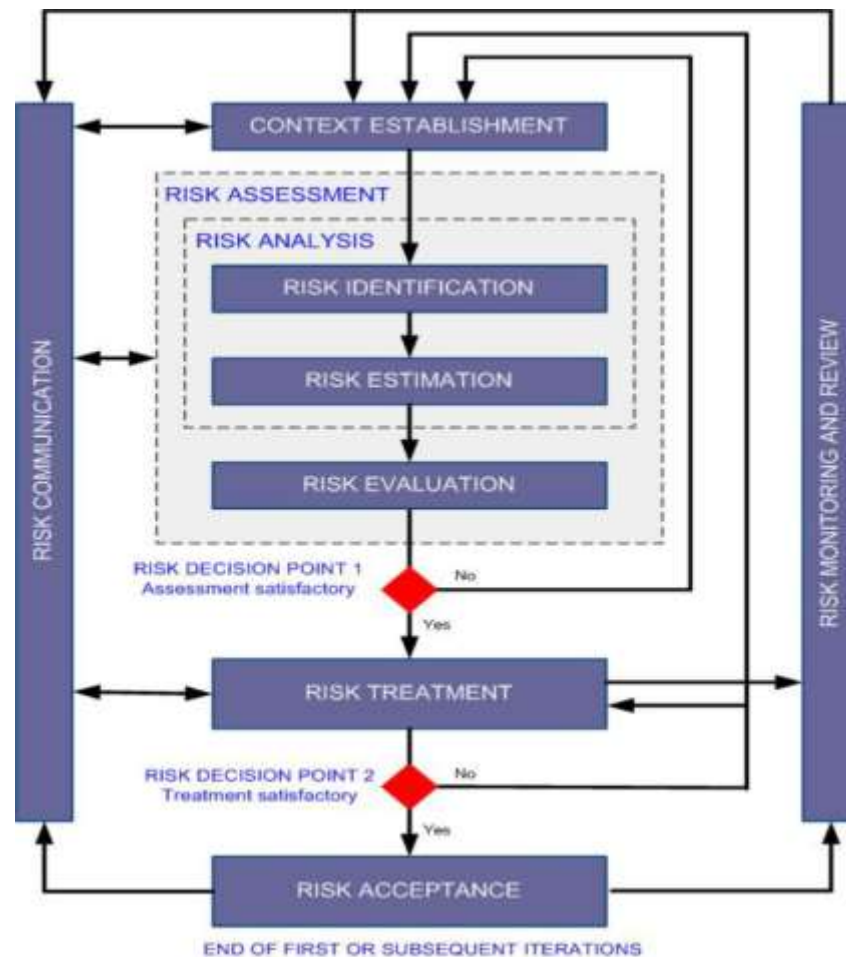 CONTEXT ESTABLISHMENT
RISK ASSESSMENT
RISK ANALYSIS
RISK IDENTIFICATION
RISK ESTIMATION
RISK EVALUATION
RISK COMMUNICATION
RISK MONITORING AND REVIEW
RISK DECISION POINT 1
Assessment satisfactory
No
Yes
RISK TREATMENT
RISK DECISION POINT 2
Treatment satisfactory
No
Yes
RISK ACCEPTANCE
END OF FIRST OR SUBSEQUENT ITERATIONS